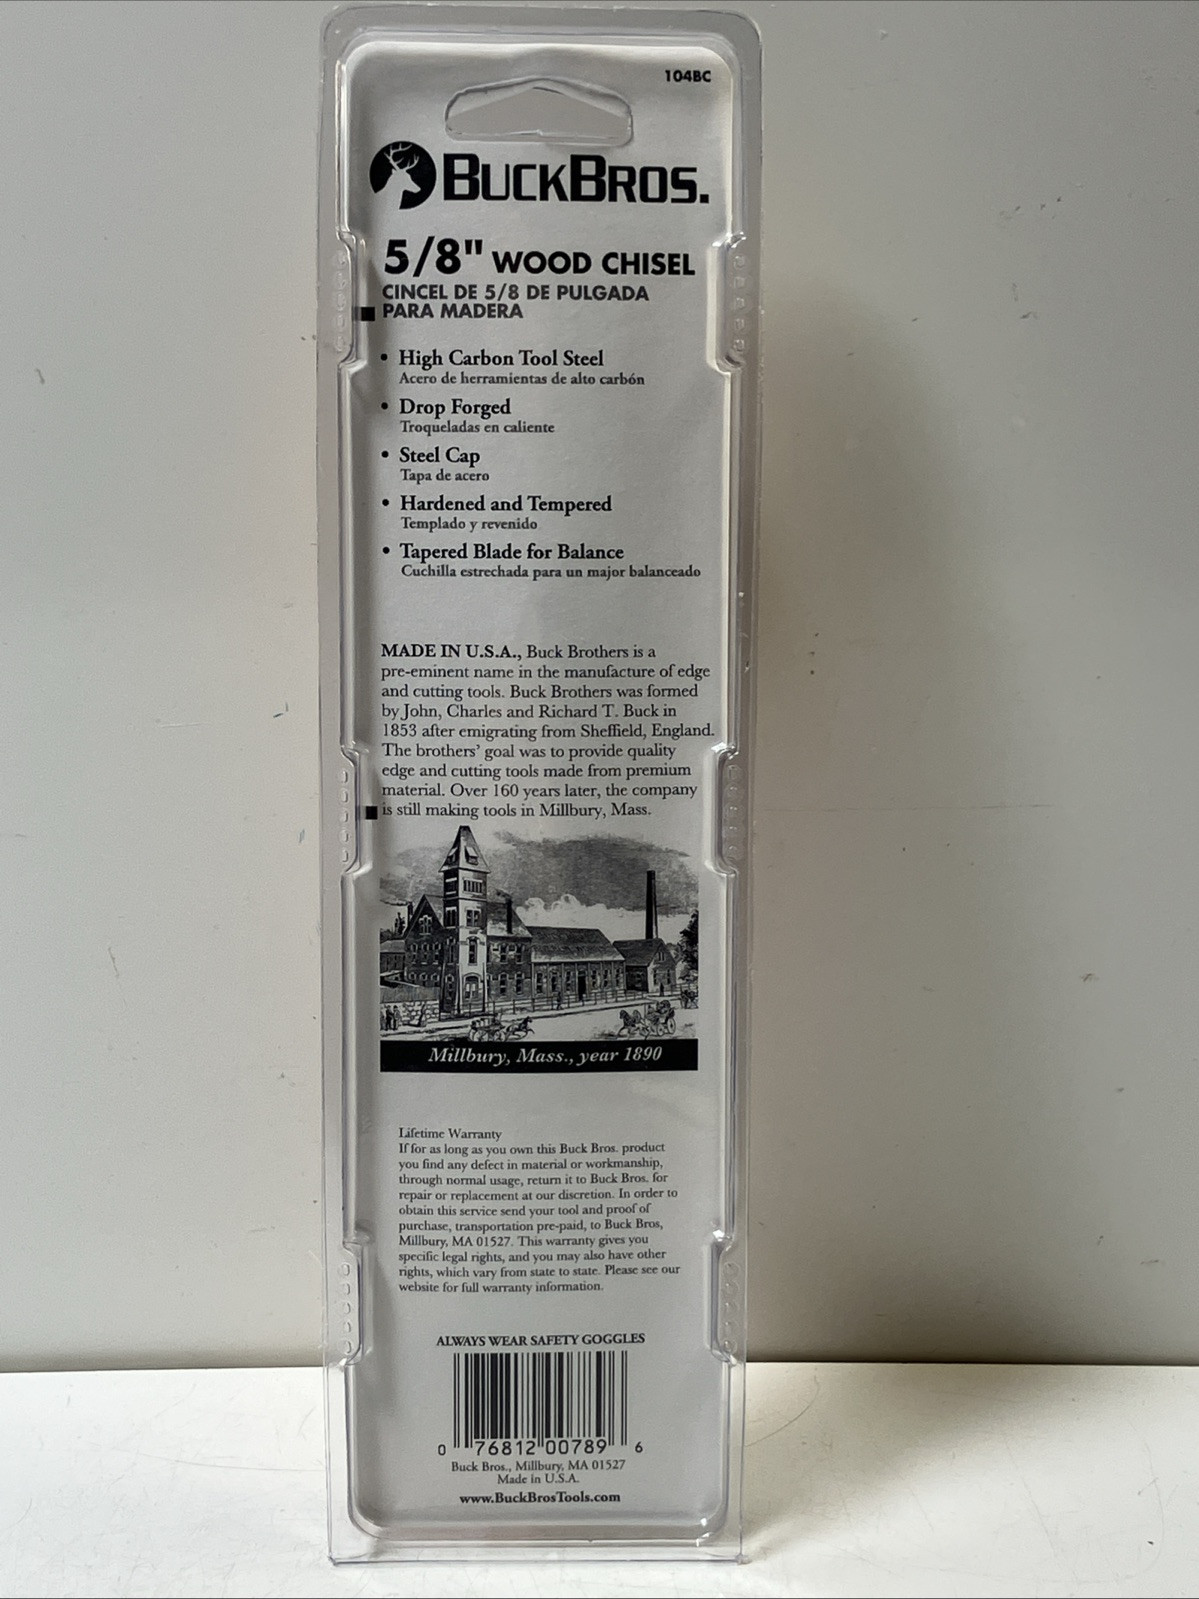 104BC
BUCKBROS.
5/8" WOOD CHISEL
CINCEL DE 5/8 DE PULGADA
PARA MADERA
• High Carbon Tool Steel
Acero de herramientas de alto carbón
• Drop Forged
Troqueladas en caliente
• Steel Cap
Tapa de acero
• Hardened and Tempered
Templado y revenido
• Tapered Blade for Balance
Cuchilla estrechada para un major balanceado
MADE IN U.S.A., Buck Brothers is a
pre-eminent name in the manufacture of edge
and cutting tools. Buck Brothers was formed
by John, Charles and Richard T. Buck in
1853 after emigrating from Sheffield, England.
The brothers' goal was to provide quality
edge and cutting tools made from premium
material. Over 160 years later, the company
is still making tools in Millbury, Mass.
Millbury, Mass., year 1890
Lifetime Warranty
If for as long as you own this Buck Bros. product
you find any defect in material or workmanship,
through normal usage, return it to Buck Bros. for
repair or replacement at our discretion. In order to
obtain this service send your tool and proof of
purchase, transportation pre-paid, to Buck Bros,
Millbury, MA 01527. This warranty gives you
specific legal rights, and you may also have other
rights, which vary from state to state. Please see our
website for full warranty information.
ALWAYS WEAR SAFETY GOGGLES
0 76812 00789 6
Buck Bros., Millbury, MA 01527
Made in U.S.A.
www.BuckBrosTools.com